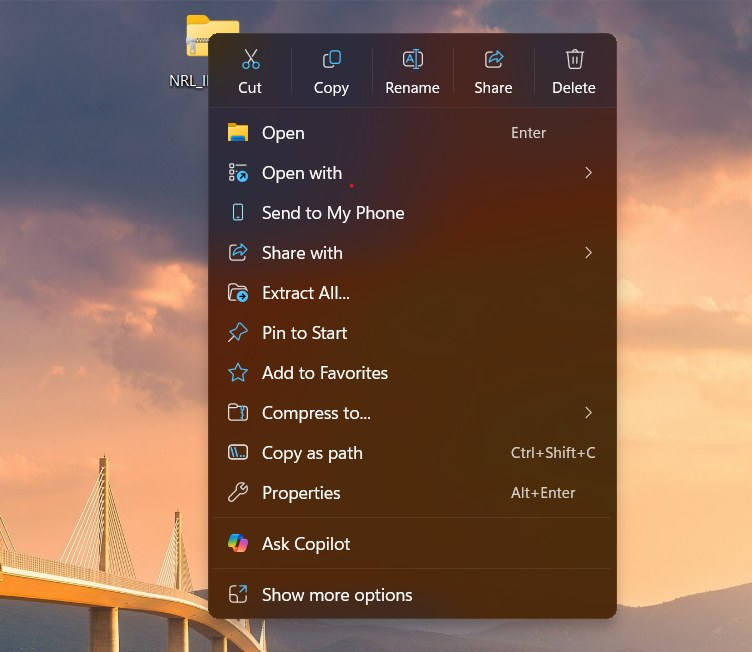 NRL_I
Cut
Copy
Rename
Share
Delete
Open Enter
Open with
Send to My Phone
Share with
Extract All...
Pin to Start
Add to Favorites
Compress to...
Copy as path Ctrl+Shift+C
Properties Alt+Enter
Ask Copilot
Show more options